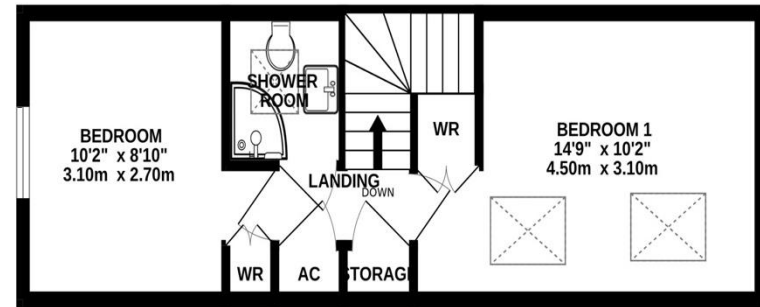 SHOWER
ROOM
BEDROOM
10'2" x 8'10"
3.10m x 2.70m
WR
BEDROOM 1
14'9" x 10'2"
4.50m x 3.10m
LANDING
DOWN
WR
AC
STORAGE